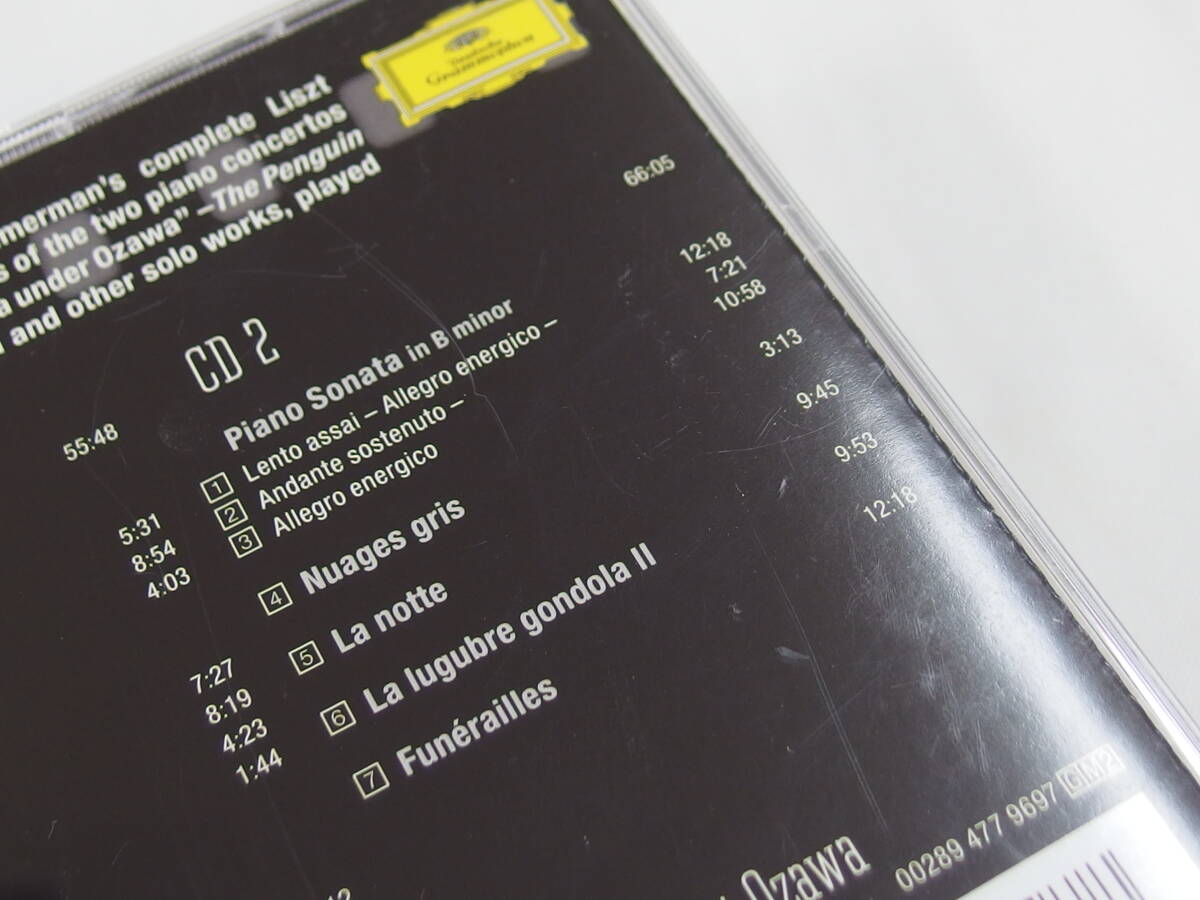 Deutsche
Grammophon
complete Liszt
of the two piano concertos
under Ozawa” –The Penguin
and other solo works, played
CD 2
66:05
Piano Sonata in B minor
1 Lento assai – Allegro energico – 12:18
2 Andante sostenuto – 7:21
3 Allegro energico 10:58
4 Nuages gris 3:13
5 La notte 9:45
6 La lugubre gondola II 9:53
7 Funérailles 12:18
55:48
5:31
8:54
4:03
7:27
8:19
4:23
1:44
Ozawa
00289 477 9697 GM2